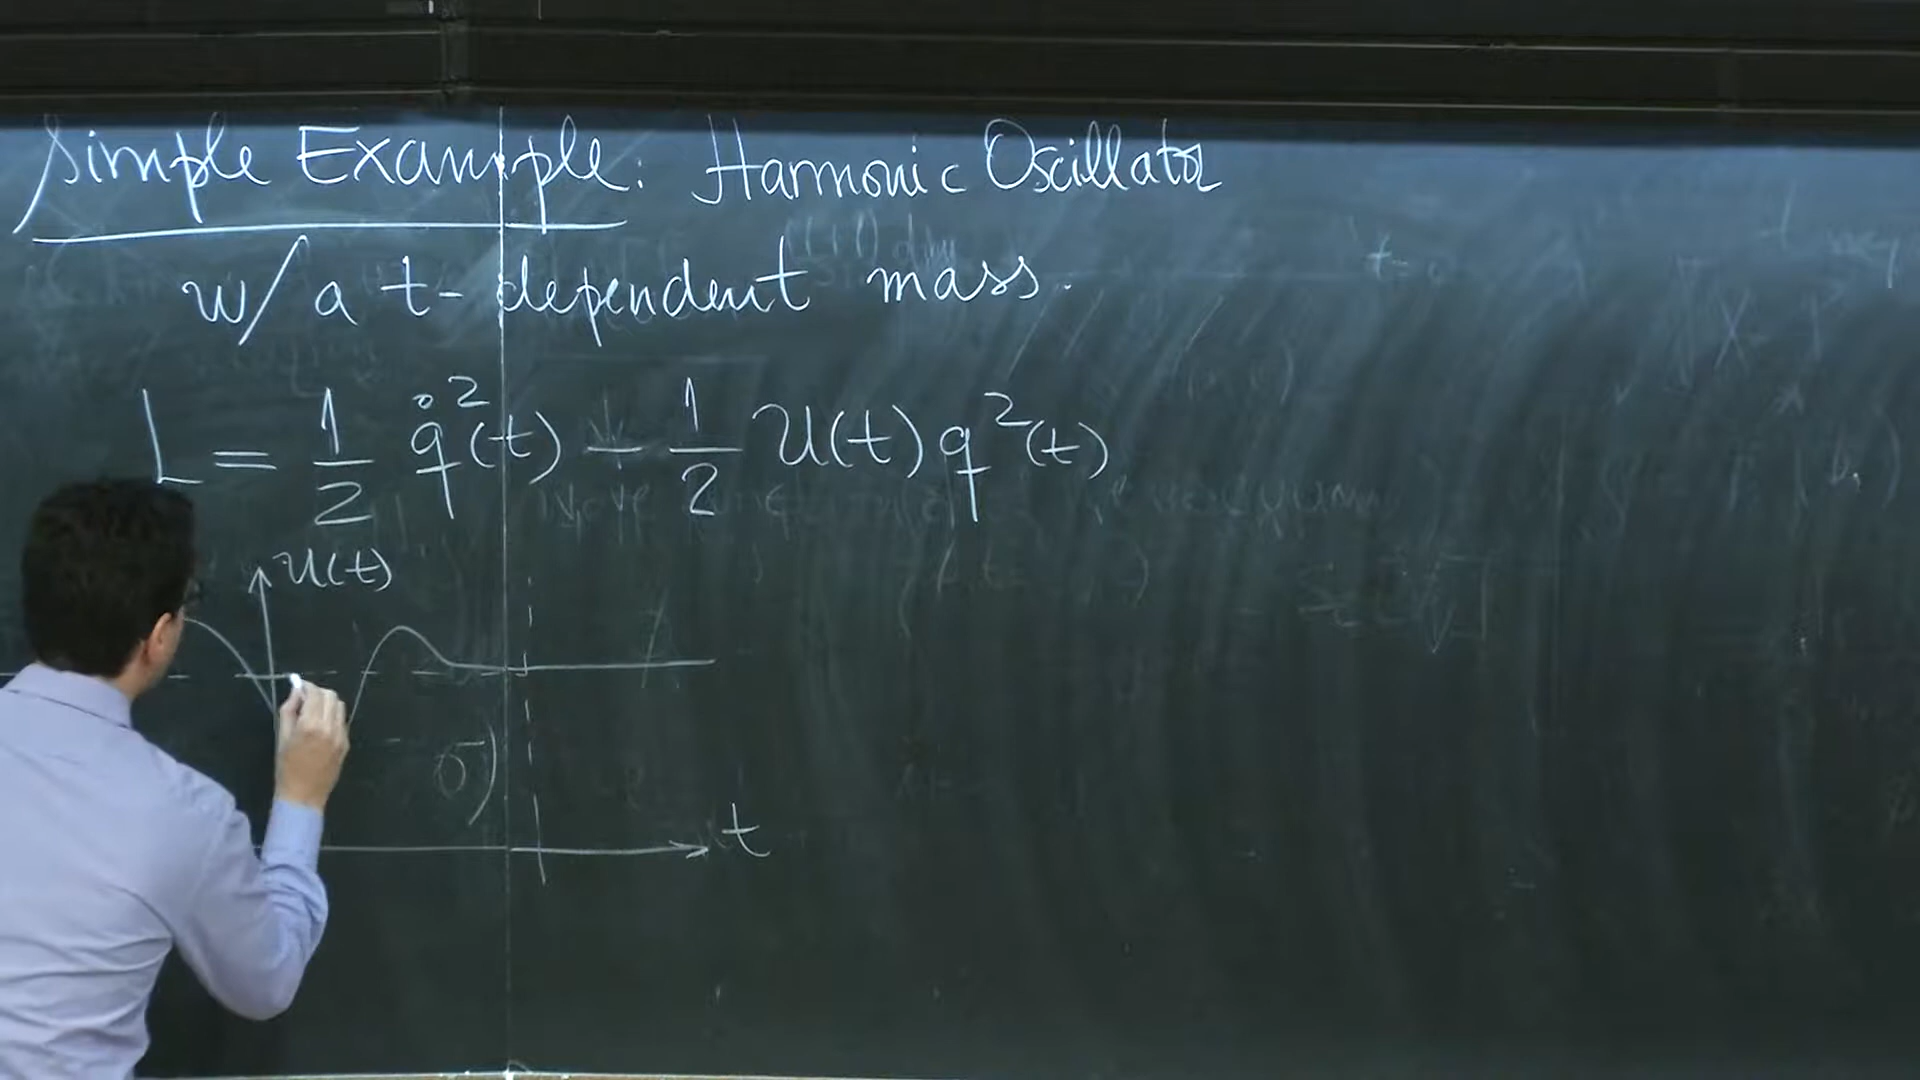 Simple Example: Harmonic Oscillator
w/ a t-dependent mass.
L = 1/2 q̇²(t) - 1/2 U(t) q²(t)
U(t)
t